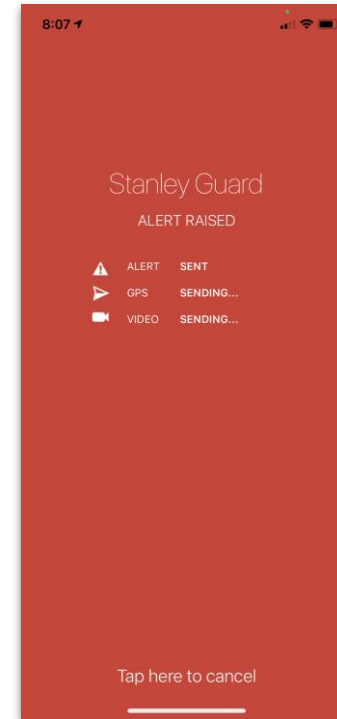 8:07
Stanley Guard
ALERT RAISED
ALERT SENT
GPS SENDING...
VIDEO SENDING...
Tap here to cancel